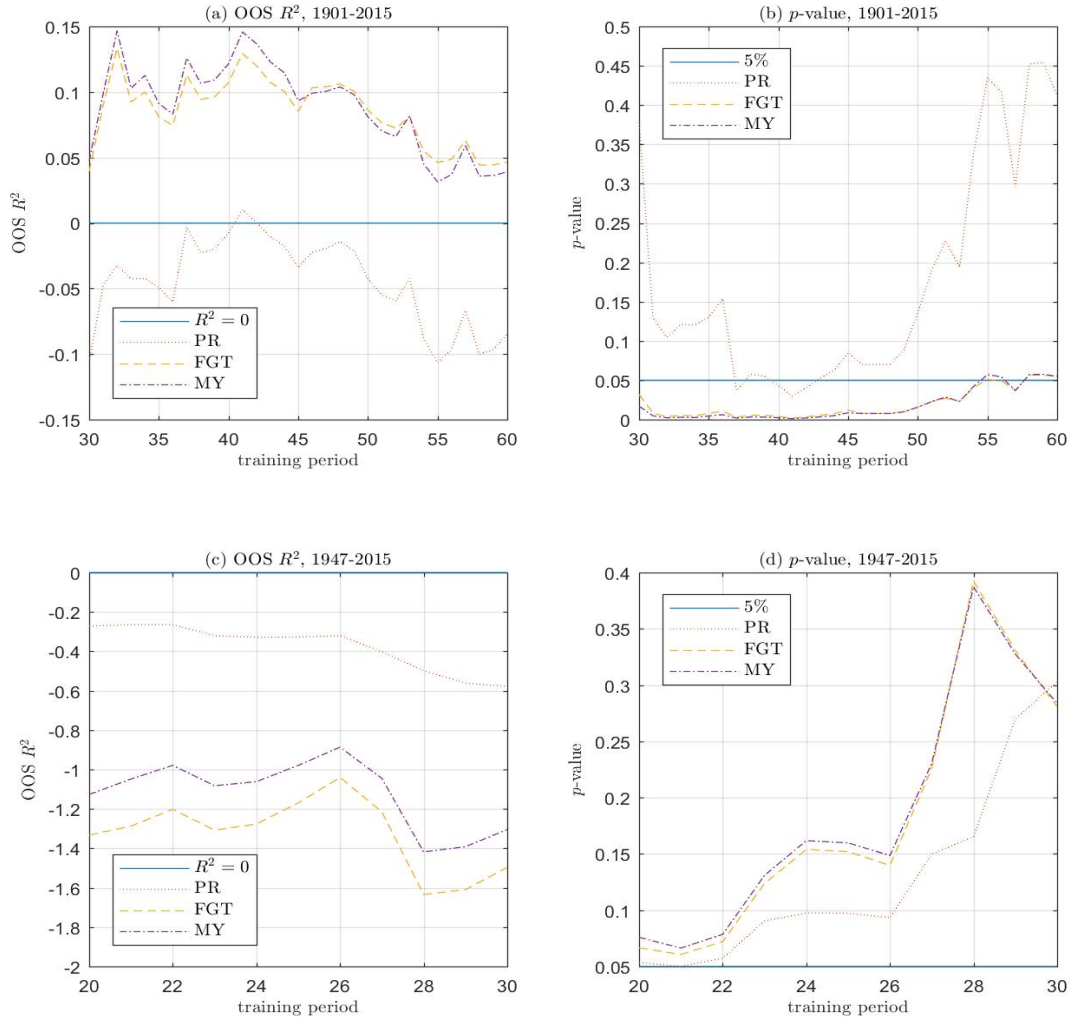 (a) OOS R², 1901-2015
0.15
0.1
0.05
0
-0.05
-0.1
-0.15
OOS R²
R² = 0
PR
FGT
MY
30 35 40 45 50 55 60
training period
(b) p-value, 1901-2015
0.5
0.45
0.4
0.35
0.3
0.25
0.2
0.15
0.1
0.05
0
p-value
5%
PR
FGT
MY
30 35 40 45 50 55 60
training period
(c) OOS R², 1947-2015
0
-0.2
-0.4
-0.6
-0.8
-1
-1.2
-1.4
-1.6
-1.8
-2
OOS R²
R² = 0
PR
FGT
MY
20 22 24 26 28 30
training period
(d) p-value, 1947-2015
0.4
0.35
0.3
0.25
0.2
0.15
0.1
0.05
p-value
5%
PR
FGT
MY
20 22 24 26 28 30
training period